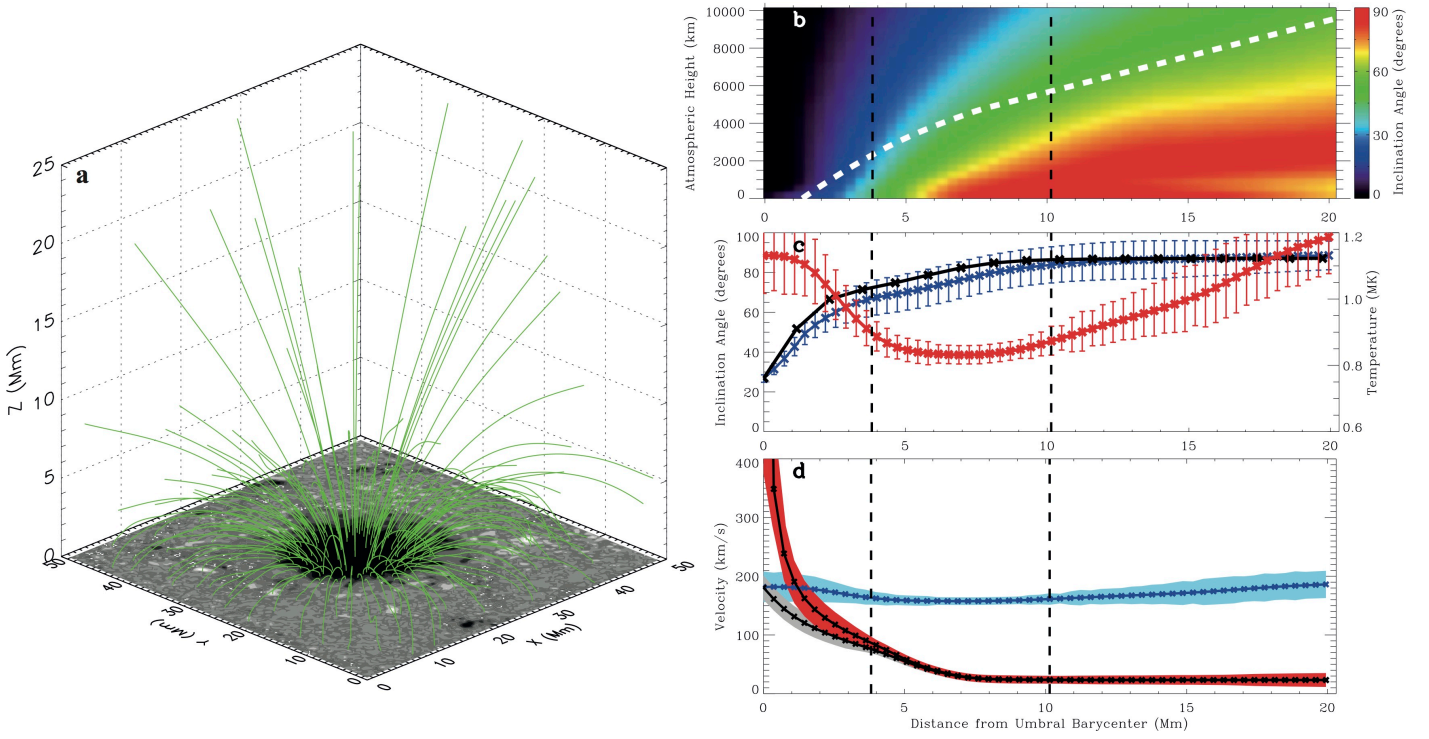 a
Z (Mm)
25
20
15
10
5
0
50
40
30
20
10
0
Y (Mm)
0
10
20
30
40
50
X (Mm)
b
Atmospheric Height (km)
10000
8000
6000
4000
2000
0
0 5 10 15 20
90
60
30
0
Inclination Angle (degrees)
c
Inclination Angle (degrees)
100
80
60
40
20
0
0 5 10 15 20
1.2
1.0
0.8
0.6
Temperature (MK)
d
Velocity (km/s)
400
300
200
100
0
0 5 10 15 20
Distance from Umbral Barycenter (Mm)